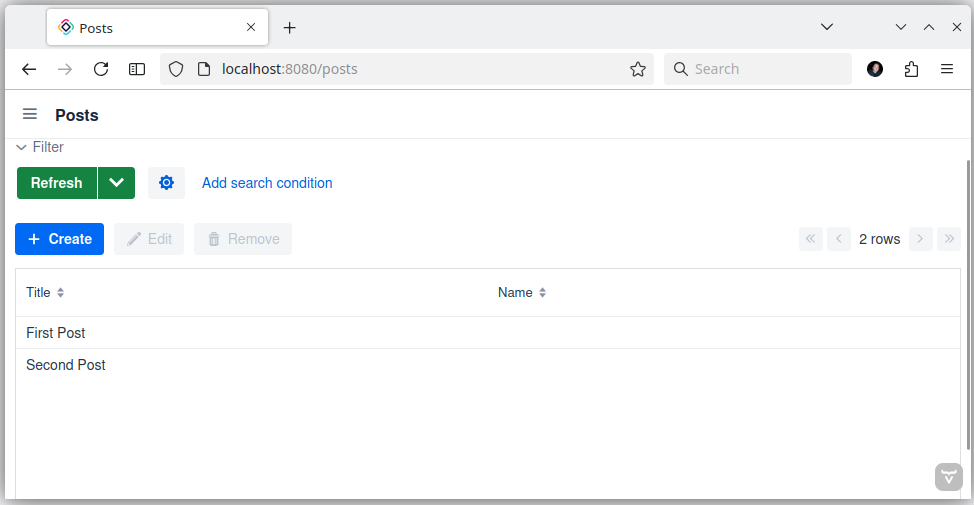 Posts
localhost:8080/posts
Search
Posts
Filter
Refresh
Add search condition
Create
Edit
Remove
2 rows
Title
Name
First Post
Second Post